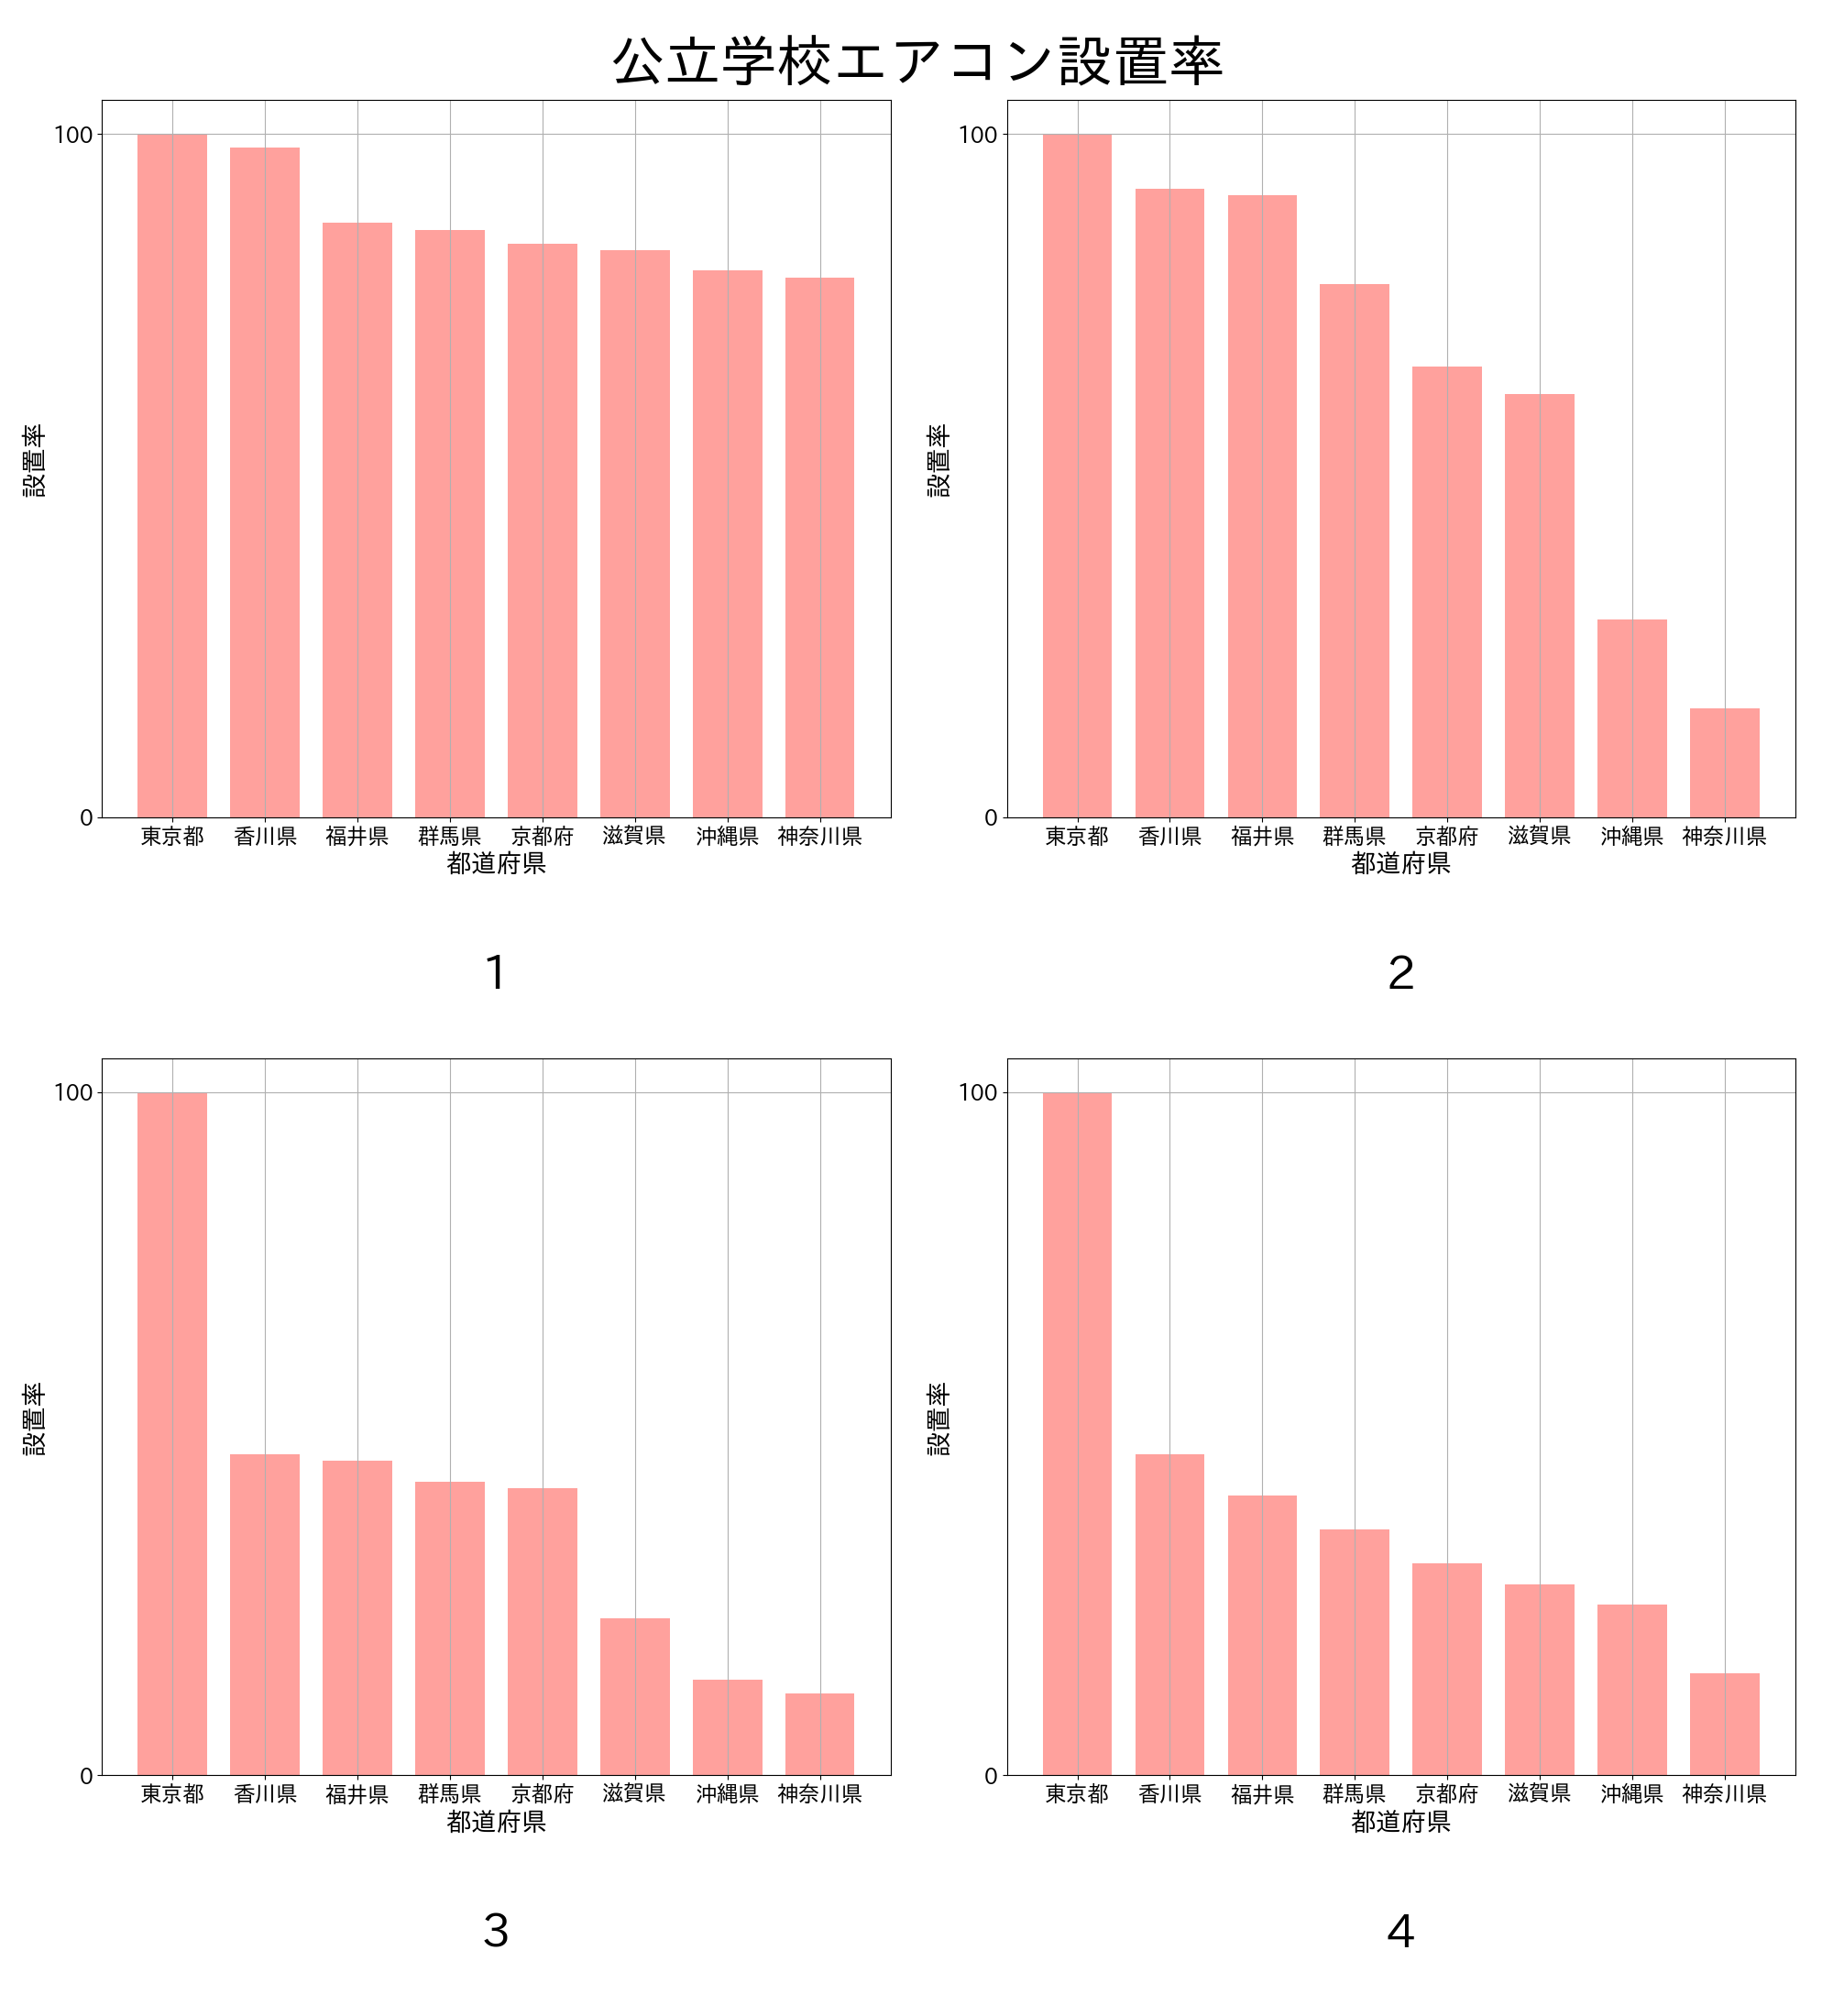 公立学校エアコン設置率
100
0
設置率
東京都 香川県 福井県 群馬県 京都府 滋賀県 沖縄県 神奈川県
都道府県
1
100
0
設置率
東京都 香川県 福井県 群馬県 京都府 滋賀県 沖縄県 神奈川県
都道府県
2
100
0
設置率
東京都 香川県 福井県 群馬県 京都府 滋賀県 沖縄県 神奈川県
都道府県
3
100
0
設置率
東京都 香川県 福井県 群馬県 京都府 滋賀県 沖縄県 神奈川県
都道府県
4